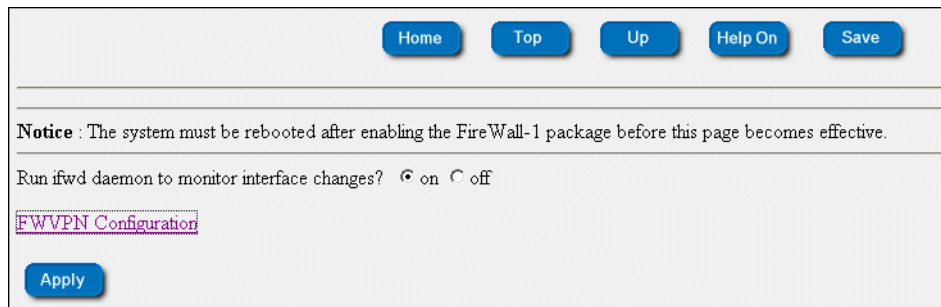 Home Top Up Help On Save
Notice : The system must be rebooted after enabling the FireWall-1 package before this page becomes effective.
Run ifwd daemon to monitor interface changes? on off
FWVPN Configuration
Apply